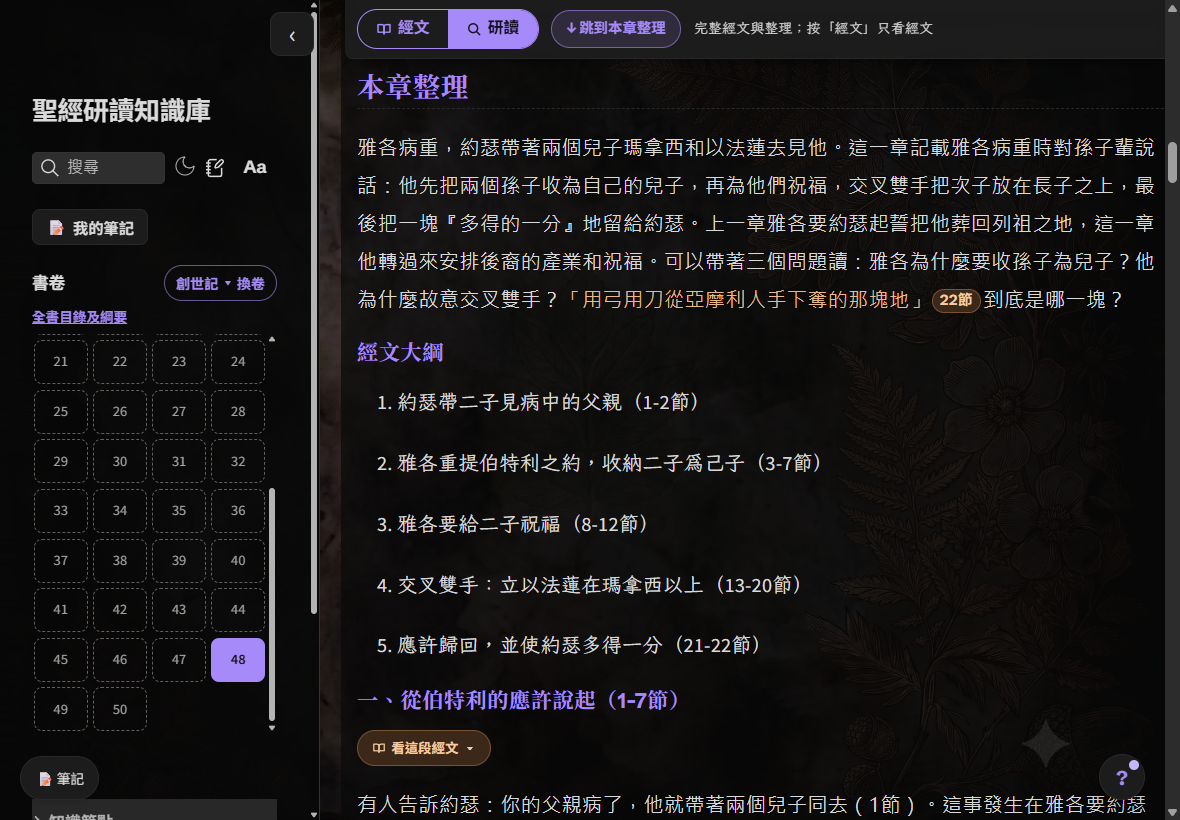 聖經研讀知識庫
搜尋
Aa
我的筆記
書卷
創世記 換卷
全書目錄及綱要
21 22 23 24
25 26 27 28
29 30 31 32
33 34 35 36
37 38 39 40
41 42 43 44
45 46 47 48
49 50
筆記
知識節點
經文 研讀 ↓跳到本章整理 完整經文與整理；按「經文」只看經文
本章整理
雅各病重，約瑟帶著兩個兒子瑪拿西和以法蓮去見他。這一章記載雅各病重時對孫子輩說
話：他先把兩個孫子收為自己的兒子，再為他們祝福，交叉雙手把次子放在長子之上，最
後把一塊『多得的一分』地留給約瑟。上一章雅各要約瑟起誓把他葬回列祖之地，這一章
他轉過來安排後裔的產業和祝福。可以帶著三個問題讀：雅各為什麼要收孫子為兒子？他
為什麼故意交叉雙手？「用弓用刀從亞摩利人手下奪的那塊地」 22節 到底是哪一塊？
經文大綱
1. 約瑟帶二子見病中的父親（1-2節）
2. 雅各重提伯特利之約，收納二子為己子（3-7節）
3. 雅各要給二子祝福（8-12節）
4. 交叉雙手：立以法蓮在瑪拿西以上（13-20節）
5. 應許歸回，並使約瑟多得一分（21-22節）
一、從伯特利的應許說起（1-7節）
看這段經文
有人告訴約瑟：你的父親病了，他就帶著兩個兒子同去（1節）。這事發生在雅各要約瑟
?